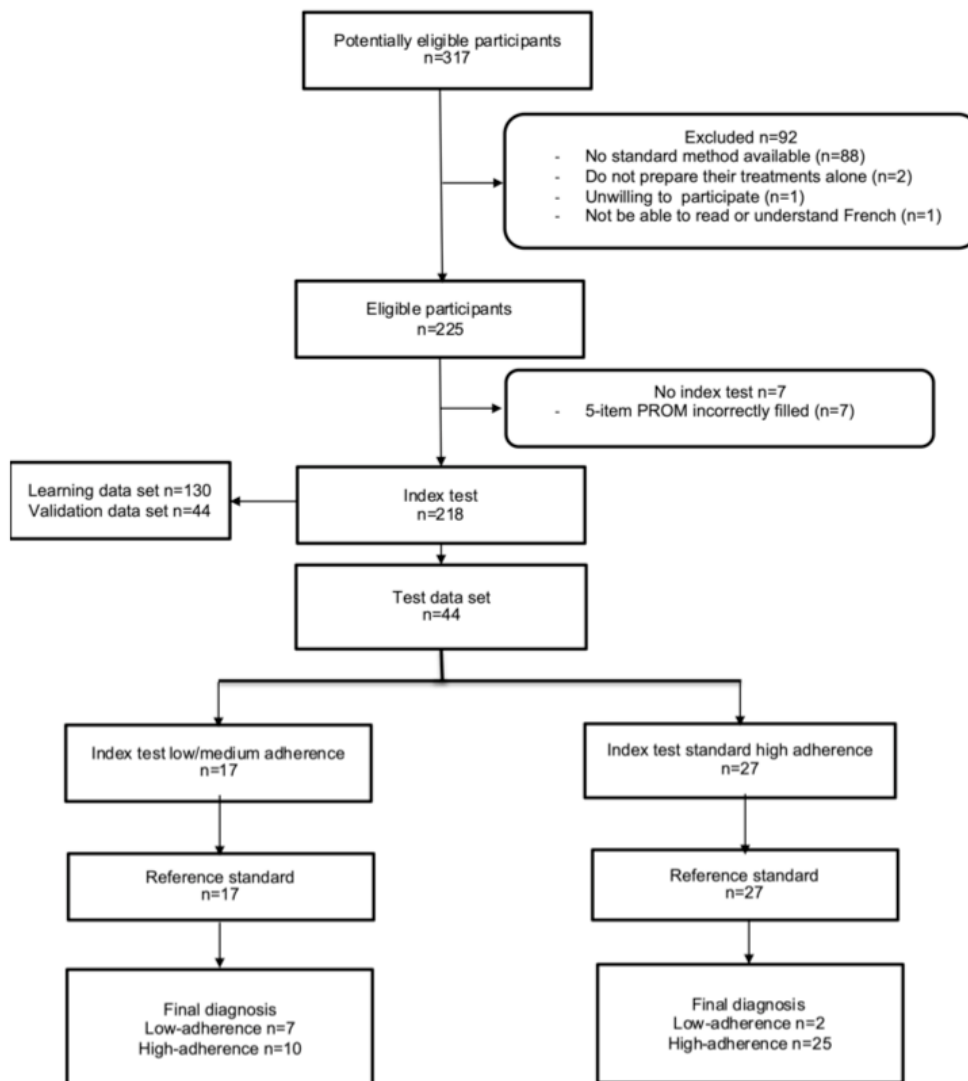 Potentially eligible participants
n=317
Excluded n=92
- No standard method available (n=88)
- Do not prepare their treatments alone (n=2)
- Unwilling to participate (n=1)
- Not be able to read or understand French (n=1)
Eligible participants
n=225
No index test n=7
- 5-item PROM incorrectly filled (n=7)
Learning data set n=130
Validation data set n=44
Index test
n=218
Test data set
n=44
Index test low/medium adherence
n=17
Index test standard high adherence
n=27
Reference standard
n=17
Reference standard
n=27
Final diagnosis
Low-adherence n=7
High-adherence n=10
Final diagnosis
Low-adherence n=2
High-adherence n=25